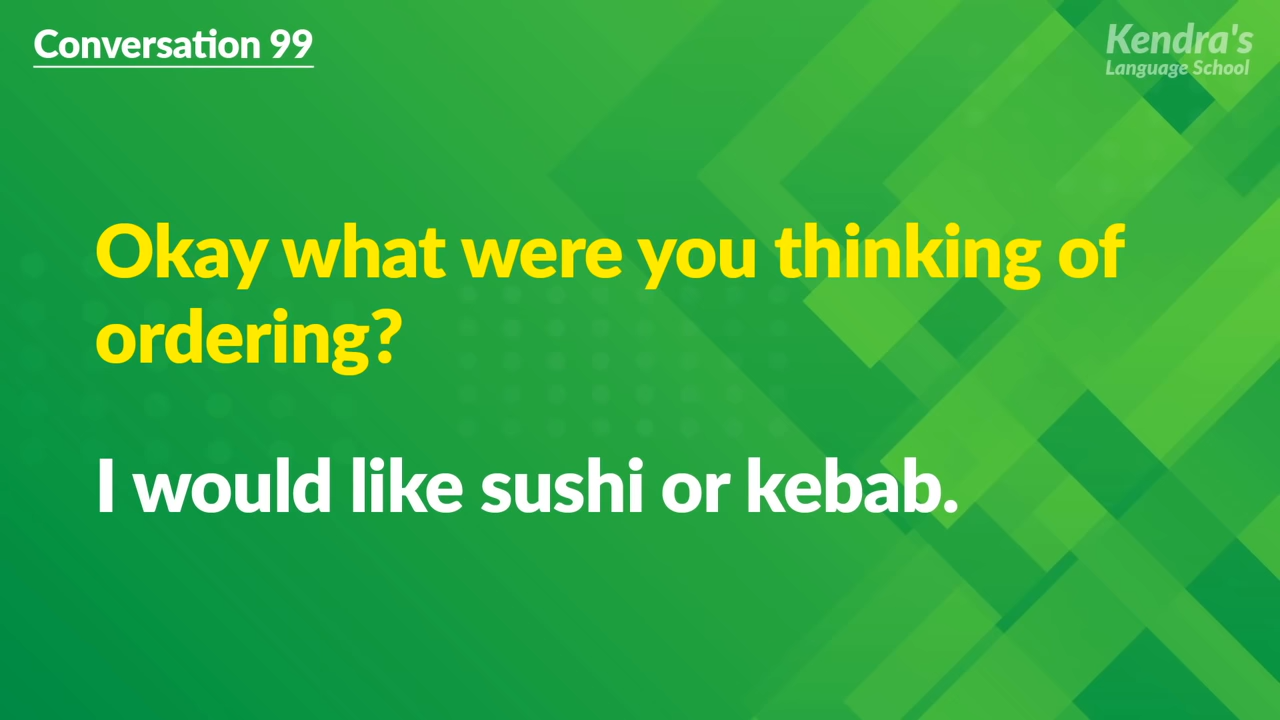 Conversation 99
Kendra's
Language School
Okay what were you thinking of
ordering?
I would like sushi or kebab.